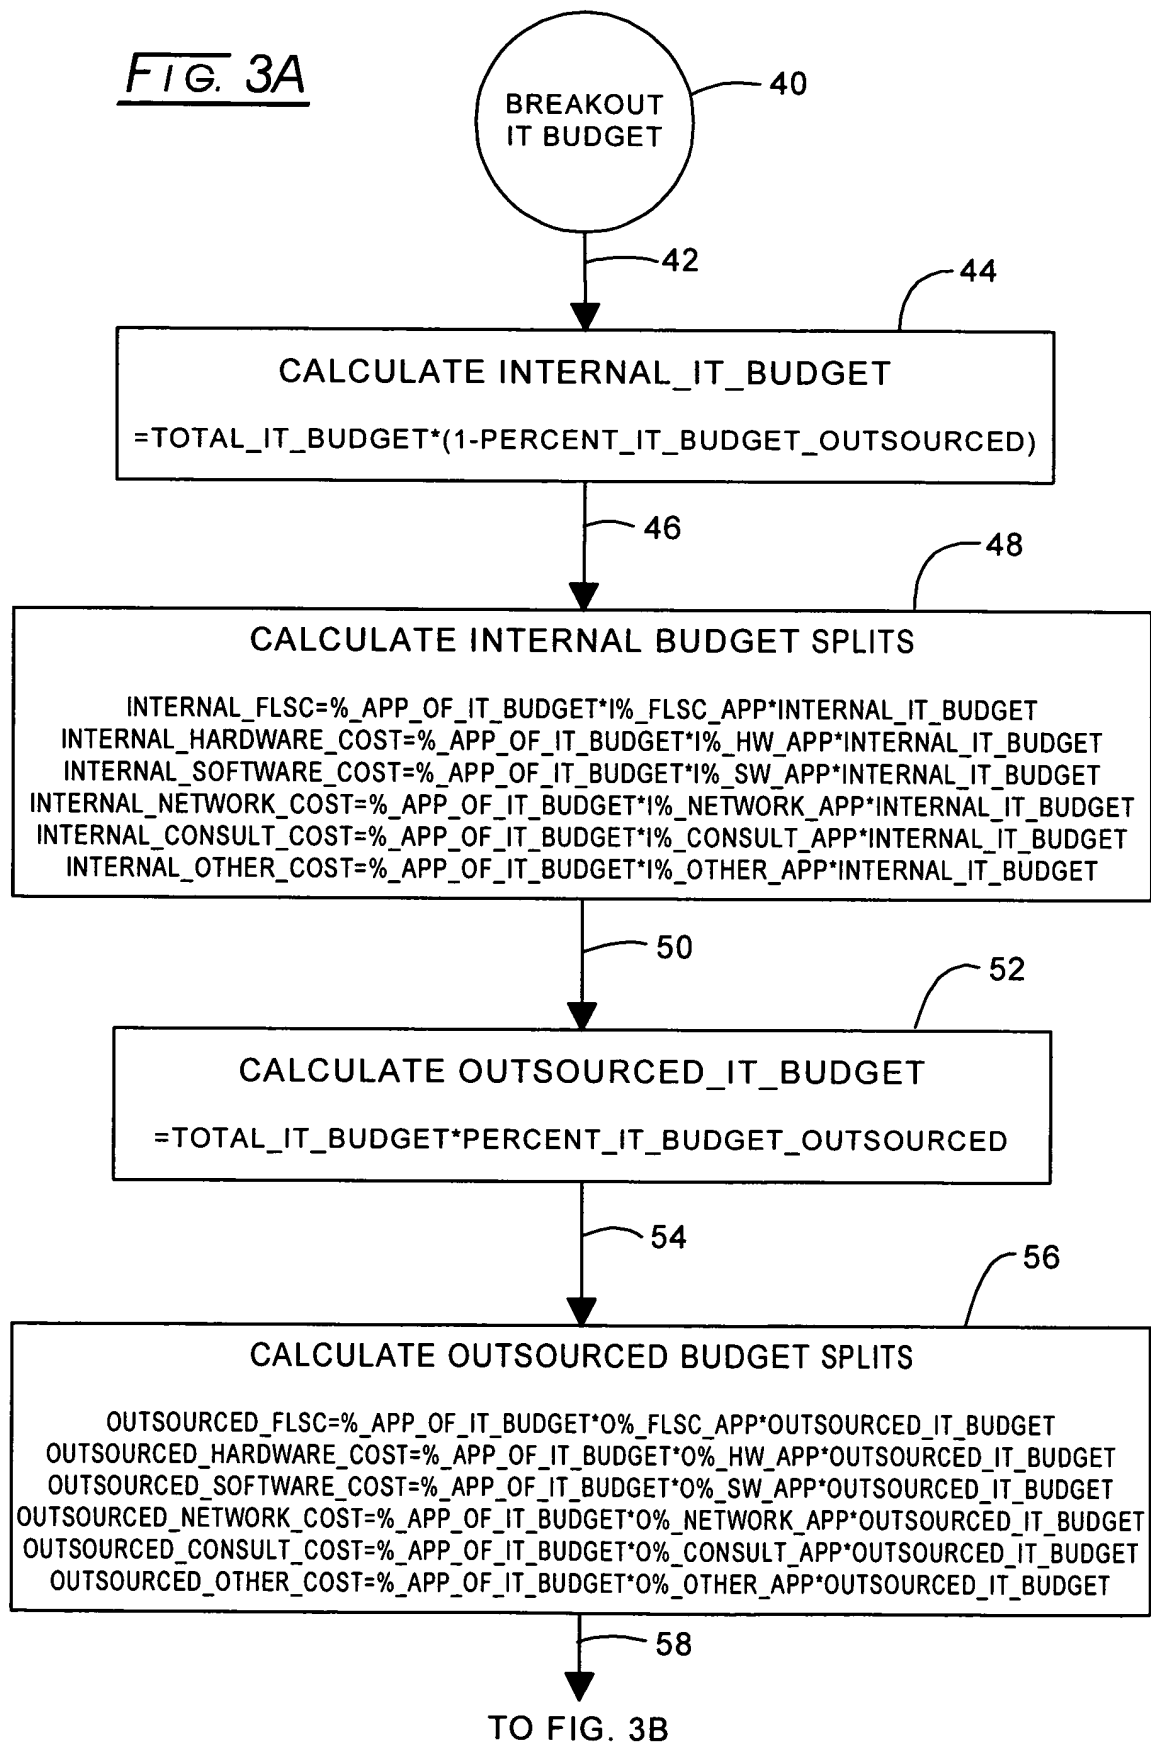 FIG. 3A
40
BREAKOUT
IT BUDGET
42
44
CALCULATE INTERNAL_IT_BUDGET
=TOTAL_IT_BUDGET*(1-PERCENT_IT_BUDGET_OUTSOURCED)
46
48
CALCULATE INTERNAL BUDGET SPLITS
INTERNAL_FLSC=%_APP_OF_IT_BUDGET*I%_FLSC_APP*INTERNAL_IT_BUDGET
INTERNAL_HARDWARE_COST=%_APP_OF_IT_BUDGET*I%_HW_APP*INTERNAL_IT_BUDGET
INTERNAL_SOFTWARE_COST=%_APP_OF_IT_BUDGET*I%_SW_APP*INTERNAL_IT_BUDGET
INTERNAL_NETWORK_COST=%_APP_OF_IT_BUDGET*I%_NETWORK_APP*INTERNAL_IT_BUDGET
INTERNAL_CONSULT_COST=%_APP_OF_IT_BUDGET*I%_CONSULT_APP*INTERNAL_IT_BUDGET
INTERNAL_OTHER_COST=%_APP_OF_IT_BUDGET*I%_OTHER_APP*INTERNAL_IT_BUDGET
50
52
CALCULATE OUTSOURCED_IT_BUDGET
=TOTAL_IT_BUDGET*PERCENT_IT_BUDGET_OUTSOURCED
54
56
CALCULATE OUTSOURCED BUDGET SPLITS
OUTSOURCED_FLSC=%_APP_OF_IT_BUDGET*O%_FLSC_APP*OUTSOURCED_IT_BUDGET
OUTSOURCED_HARDWARE_COST=%_APP_OF_IT_BUDGET*O%_HW_APP*OUTSOURCED_IT_BUDGET
OUTSOURCED_SOFTWARE_COST=%_APP_OF_IT_BUDGET*O%_SW_APP*OUTSOURCED_IT_BUDGET
OUTSOURCED_NETWORK_COST=%_APP_OF_IT_BUDGET*O%_NETWORK_APP*OUTSOURCED_IT_BUDGET
OUTSOURCED_CONSULT_COST=%_APP_OF_IT_BUDGET*O%_CONSULT_APP*OUTSOURCED_IT_BUDGET
OUTSOURCED_OTHER_COST=%_APP_OF_IT_BUDGET*O%_OTHER_APP*OUTSOURCED_IT_BUDGET
58
TO FIG. 3B